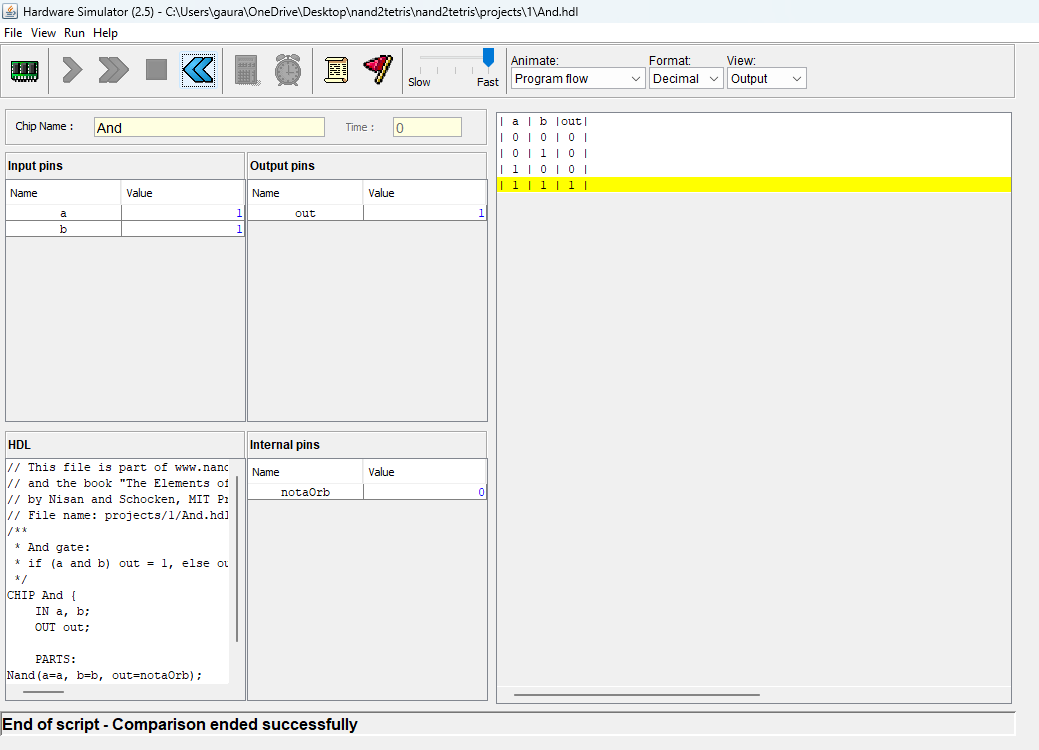 Hardware Simulator (2.5) - C:\Users\gaura\OneDrive\Desktop\nand2tetris\nand2tetris\projects\1\And.hdl
File View Run Help
Animate: Format: View:
Slow Fast Program flow Decimal Output
Chip Name : And Time : 0
Input pins
Name Value
a 1
b 1
Output pins
Name Value
out 1
HDL
// This file is part of www.nand
// and the book "The Elements of
// by Nisan and Schocken, MIT Pr
// File name: projects/1/And.hdl
/**
* And gate:
* if (a and b) out = 1, else ou
*/
CHIP And {
IN a, b;
OUT out;
PARTS:
Nand(a=a, b=b, out=notaOrb);
Internal pins
Name Value
notaOrb 0
| a | b |out|
| 0 | 0 | 0 |
| 0 | 1 | 0 |
| 1 | 0 | 0 |
| 1 | 1 | 1 |
End of script - Comparison ended successfully